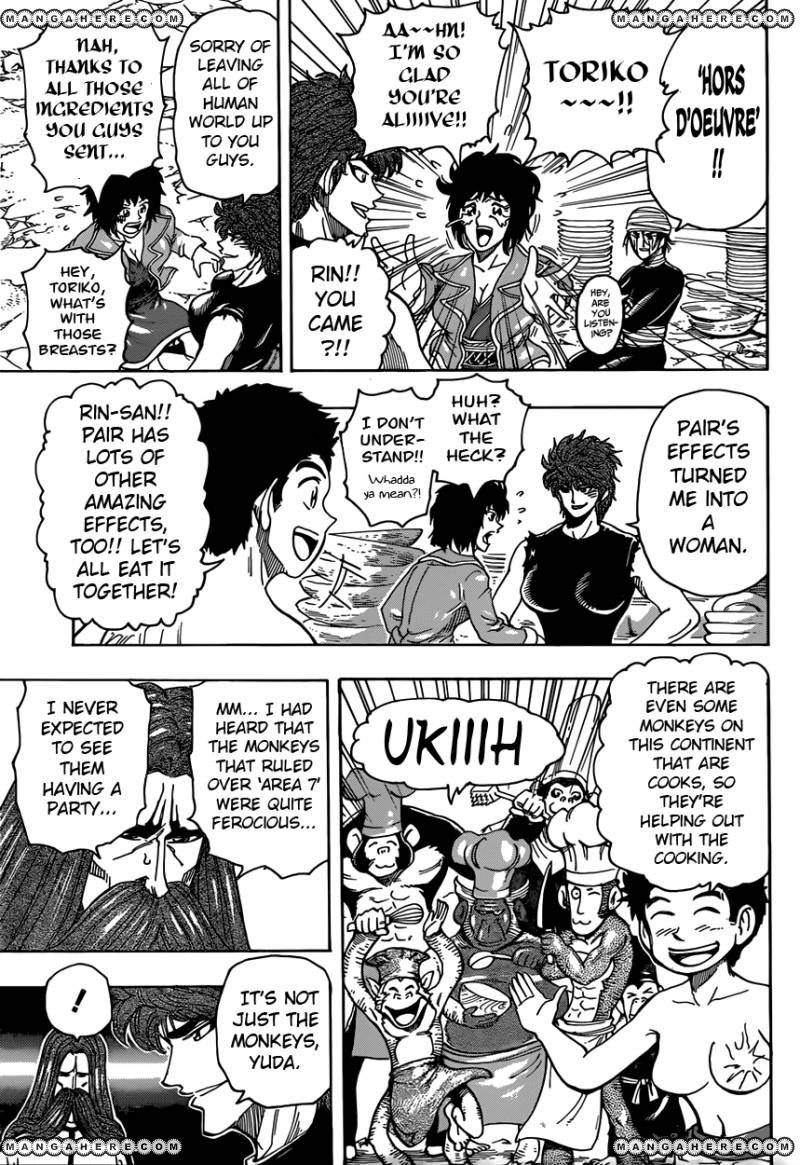 MANGAHERE.COM
MANGAHERE.COM
'HORS
D'OEUVRE'
!!
TORIKO
~~~!!
AA~~HN!
I'M SO
GLAD
YOU'RE
ALIIIIVE!!
HEY,
ARE
YOU
LISTEN-
ING?
RIN!!
YOU
CAME
?!!
SORRY OF
LEAVING
ALL OF
HUMAN
WORLD UP
TO YOU
GUYS.
NAH,
THANKS TO
ALL THOSE
INGREDIENTS
YOU GUYS
SENT...
HEY,
TORIKO,
WHAT'S
WITH
THOSE
BREASTS?
PAIR'S
EFFECTS
TURNED
ME INTO
A
WOMAN.
HUH?
WHAT
THE
HECK?
I DON'T
UNDER-
STAND!!
Whadda
ya mean?!
RIN-SAN!!
PAIR HAS
LOTS OF
OTHER
AMAZING
EFFECTS,
TOO!! LET'S
ALL EAT IT
TOGETHER!
THERE ARE
EVEN SOME
MONKEYS ON
THIS CONTINENT
THAT ARE
COOKS, SO
THEY'RE
HELPING OUT
WITH THE
COOKING.
UKIIIH
MM... I HAD
HEARD THAT
THE MONKEYS
THAT RULED
OVER 'AREA 7'
WERE QUITE
FEROCIOUS...
I NEVER
EXPECTED
TO SEE
THEM
HAVING A
PARTY...
IT'S NOT
JUST THE
MONKEYS,
YUDA.
!
MANGAHERE.COM
MANGAHERE.COM